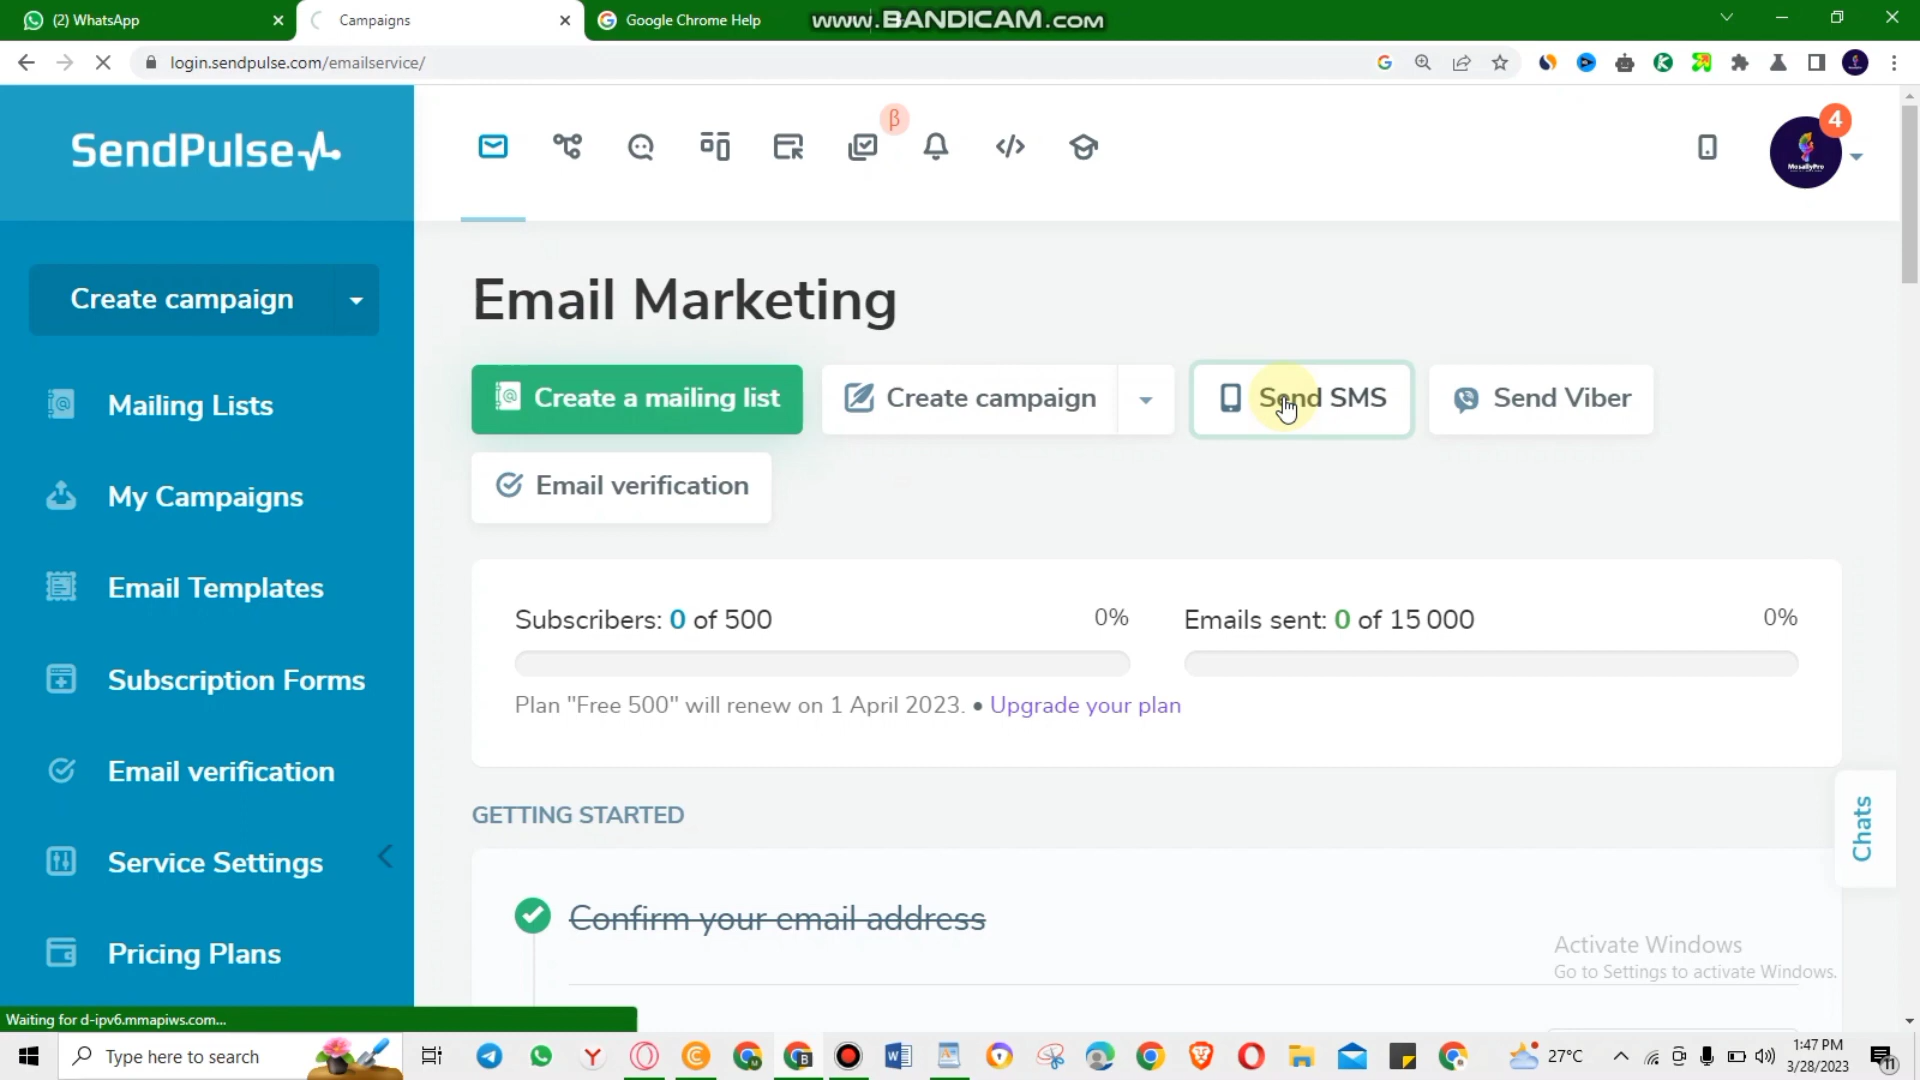 (2) WhatsApp
Campaigns
Google Chrome Help
www.BANDICAM.com
login.sendpulse.com/emailservice/
SendPulse
β
4
MosallyPro
Create campaign
Mailing Lists
My Campaigns
Email Templates
Subscription Forms
Email verification
Service Settings
Pricing Plans
Email Marketing
Create a mailing list
Create campaign
Send SMS
Send Viber
Email verification
Subscribers: 0 of 500
0%
Emails sent: 0 of 15 000
0%
Plan "Free 500" will renew on 1 April 2023. • Upgrade your plan
GETTING STARTED
Confirm your email address
Chats
Activate Windows
Go to Settings to activate Windows.
Waiting for d-ipv6.mmapiws.com...
Type here to search
27°C
1:47 PM
3/28/2023
11